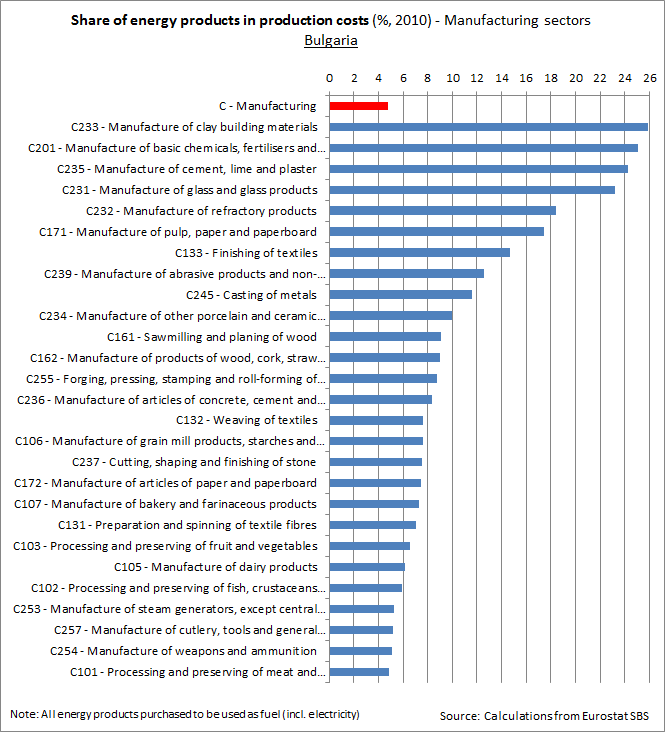 Share of energy products in production costs (%, 2010) - Manufacturing sectors
Bulgaria
0 2 4 6 8 10 12 14 16 18 20 22 24 26
C - Manufacturing
C233 - Manufacture of clay building materials
C201 - Manufacture of basic chemicals, fertilisers and...
C235 - Manufacture of cement, lime and plaster
C231 - Manufacture of glass and glass products
C232 - Manufacture of refractory products
C171 - Manufacture of pulp, paper and paperboard
C133 - Finishing of textiles
C239 - Manufacture of abrasive products and non-...
C245 - Casting of metals
C234 - Manufacture of other porcelain and ceramic...
C161 - Sawmilling and planing of wood
C162 - Manufacture of products of wood, cork, straw...
C255 - Forging, pressing, stamping and roll-forming of...
C236 - Manufacture of articles of concrete, cement and...
C132 - Weaving of textiles
C106 - Manufacture of grain mill products, starches and...
C237 - Cutting, shaping and finishing of stone
C172 - Manufacture of articles of paper and paperboard
C107 - Manufacture of bakery and farinaceous products
C131 - Preparation and spinning of textile fibres
C103 - Processing and preserving of fruit and vegetables
C105 - Manufacture of dairy products
C102 - Processing and preserving of fish, crustaceans...
C253 - Manufacture of steam generators, except central...
C257 - Manufacture of cutlery, tools and general...
C254 - Manufacture of weapons and ammunition
C101 - Processing and preserving of meat and...
Note: All energy products purchased to be used as fuel (incl. electricity)
Source: Calculations from Eurostat SBS